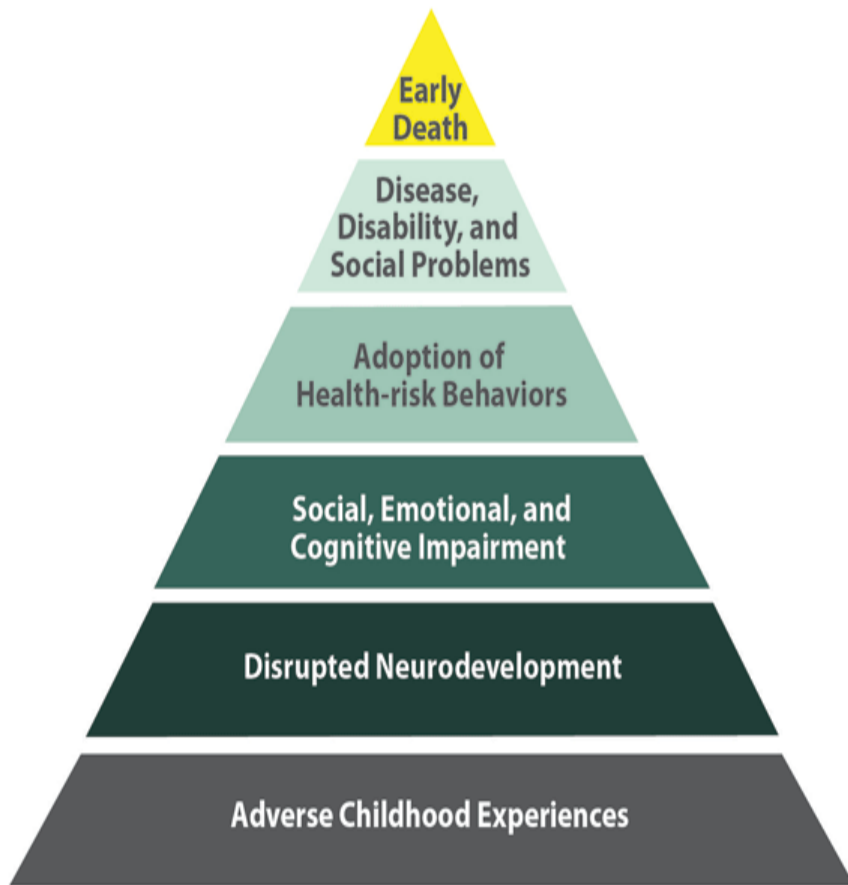 Early
Death
Disease,
Disability, and
Social Problems
Adoption of
Health-risk Behaviors
Social, Emotional, and
Cognitive Impairment
Disrupted Neurodevelopment
Adverse Childhood Experiences